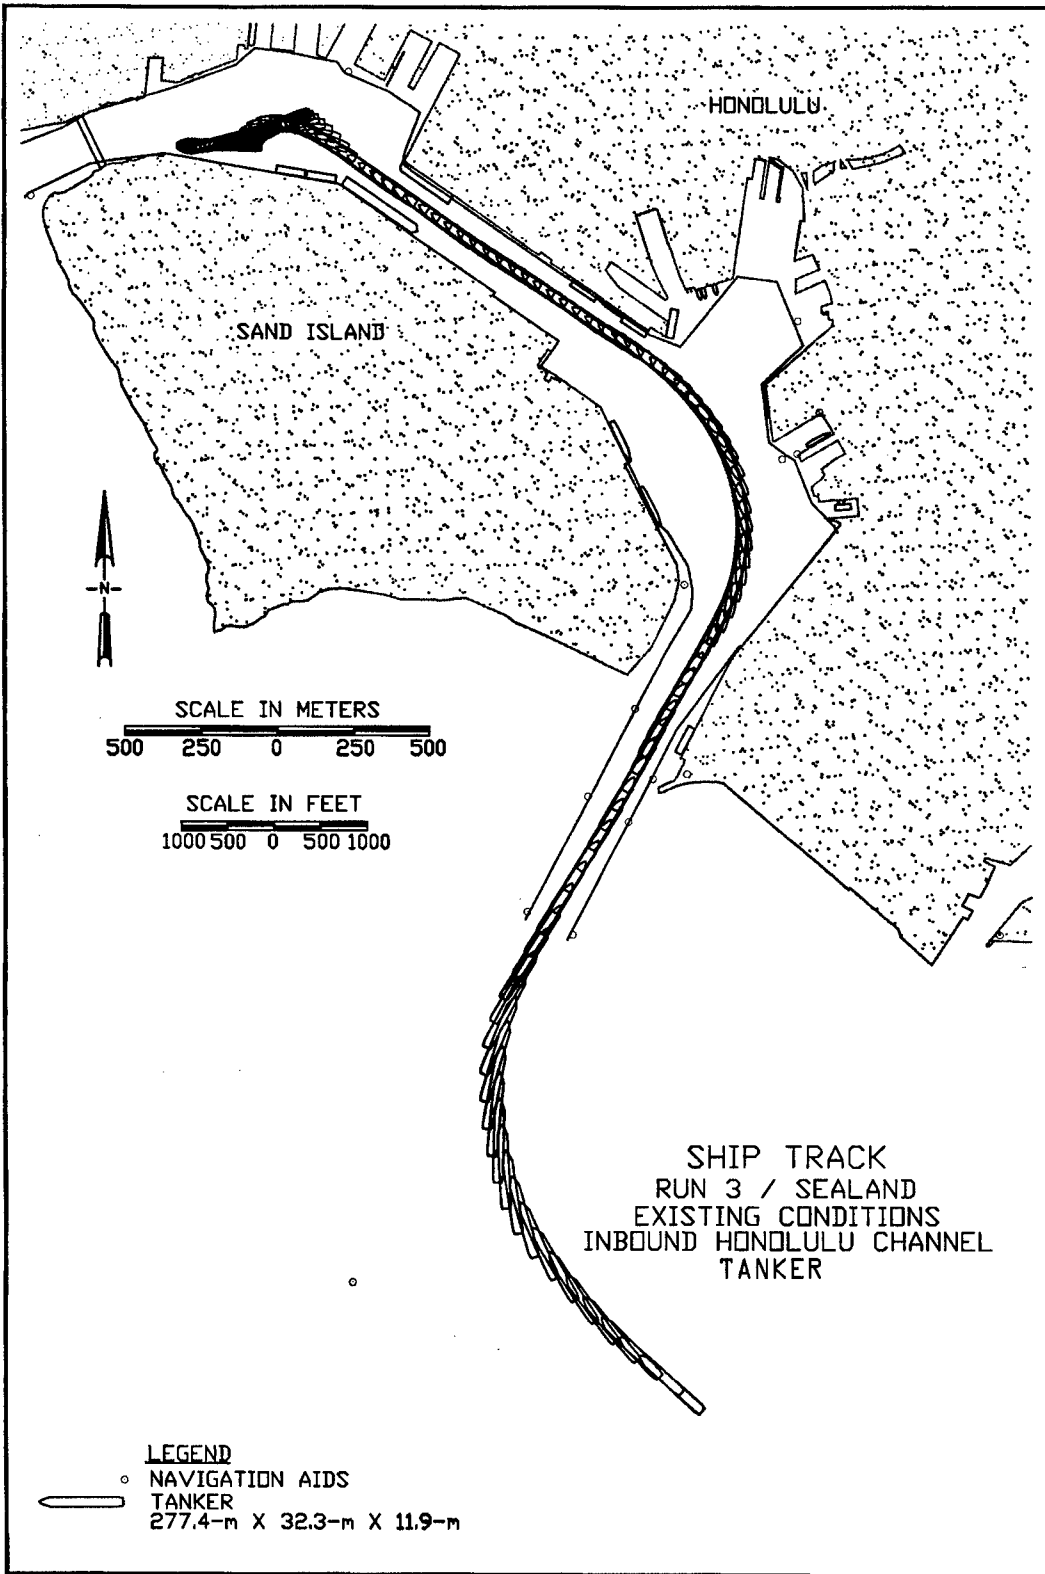 HONOLULU
SAND ISLAND
-N-
SCALE IN METERS
500 250 0 250 500
SCALE IN FEET
1000 500 0 500 1000
SHIP TRACK
RUN 3 / SEALAND
EXISTING CONDITIONS
INBOUND HONOLULU CHANNEL
TANKER
LEGEND
NAVIGATION AIDS
TANKER
277.4-m X 32.3-m X 11.9-m